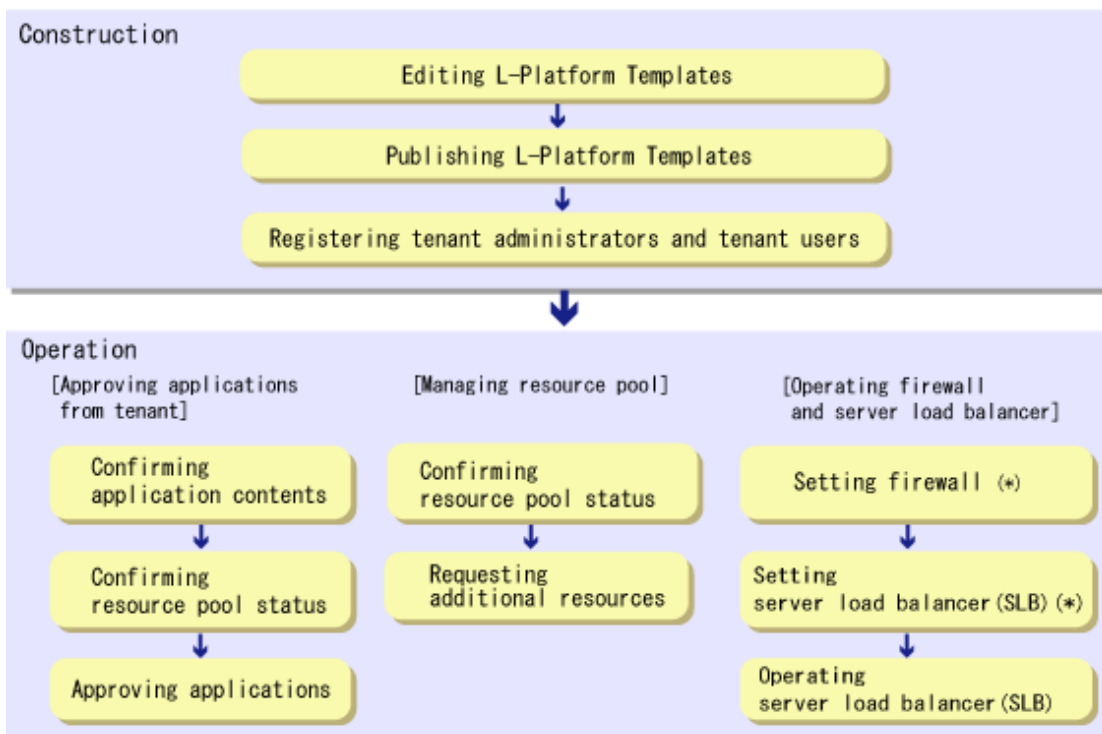 Construction
Editing L-Platform Templates
Publishing L-Platform Templates
Registering tenant administrators and tenant users
Operation
[Approving applications
from tenant]
Confirming
application contents
Confirming
resource pool status
Approving applications
[Managing resource pool]
Confirming
resource pool status
Requesting
additional resources
[Operating firewall
and server load balancer]
Setting firewall (*)
Setting
server load balancer(SLB)(*)
Operating
server load balancer(SLB)